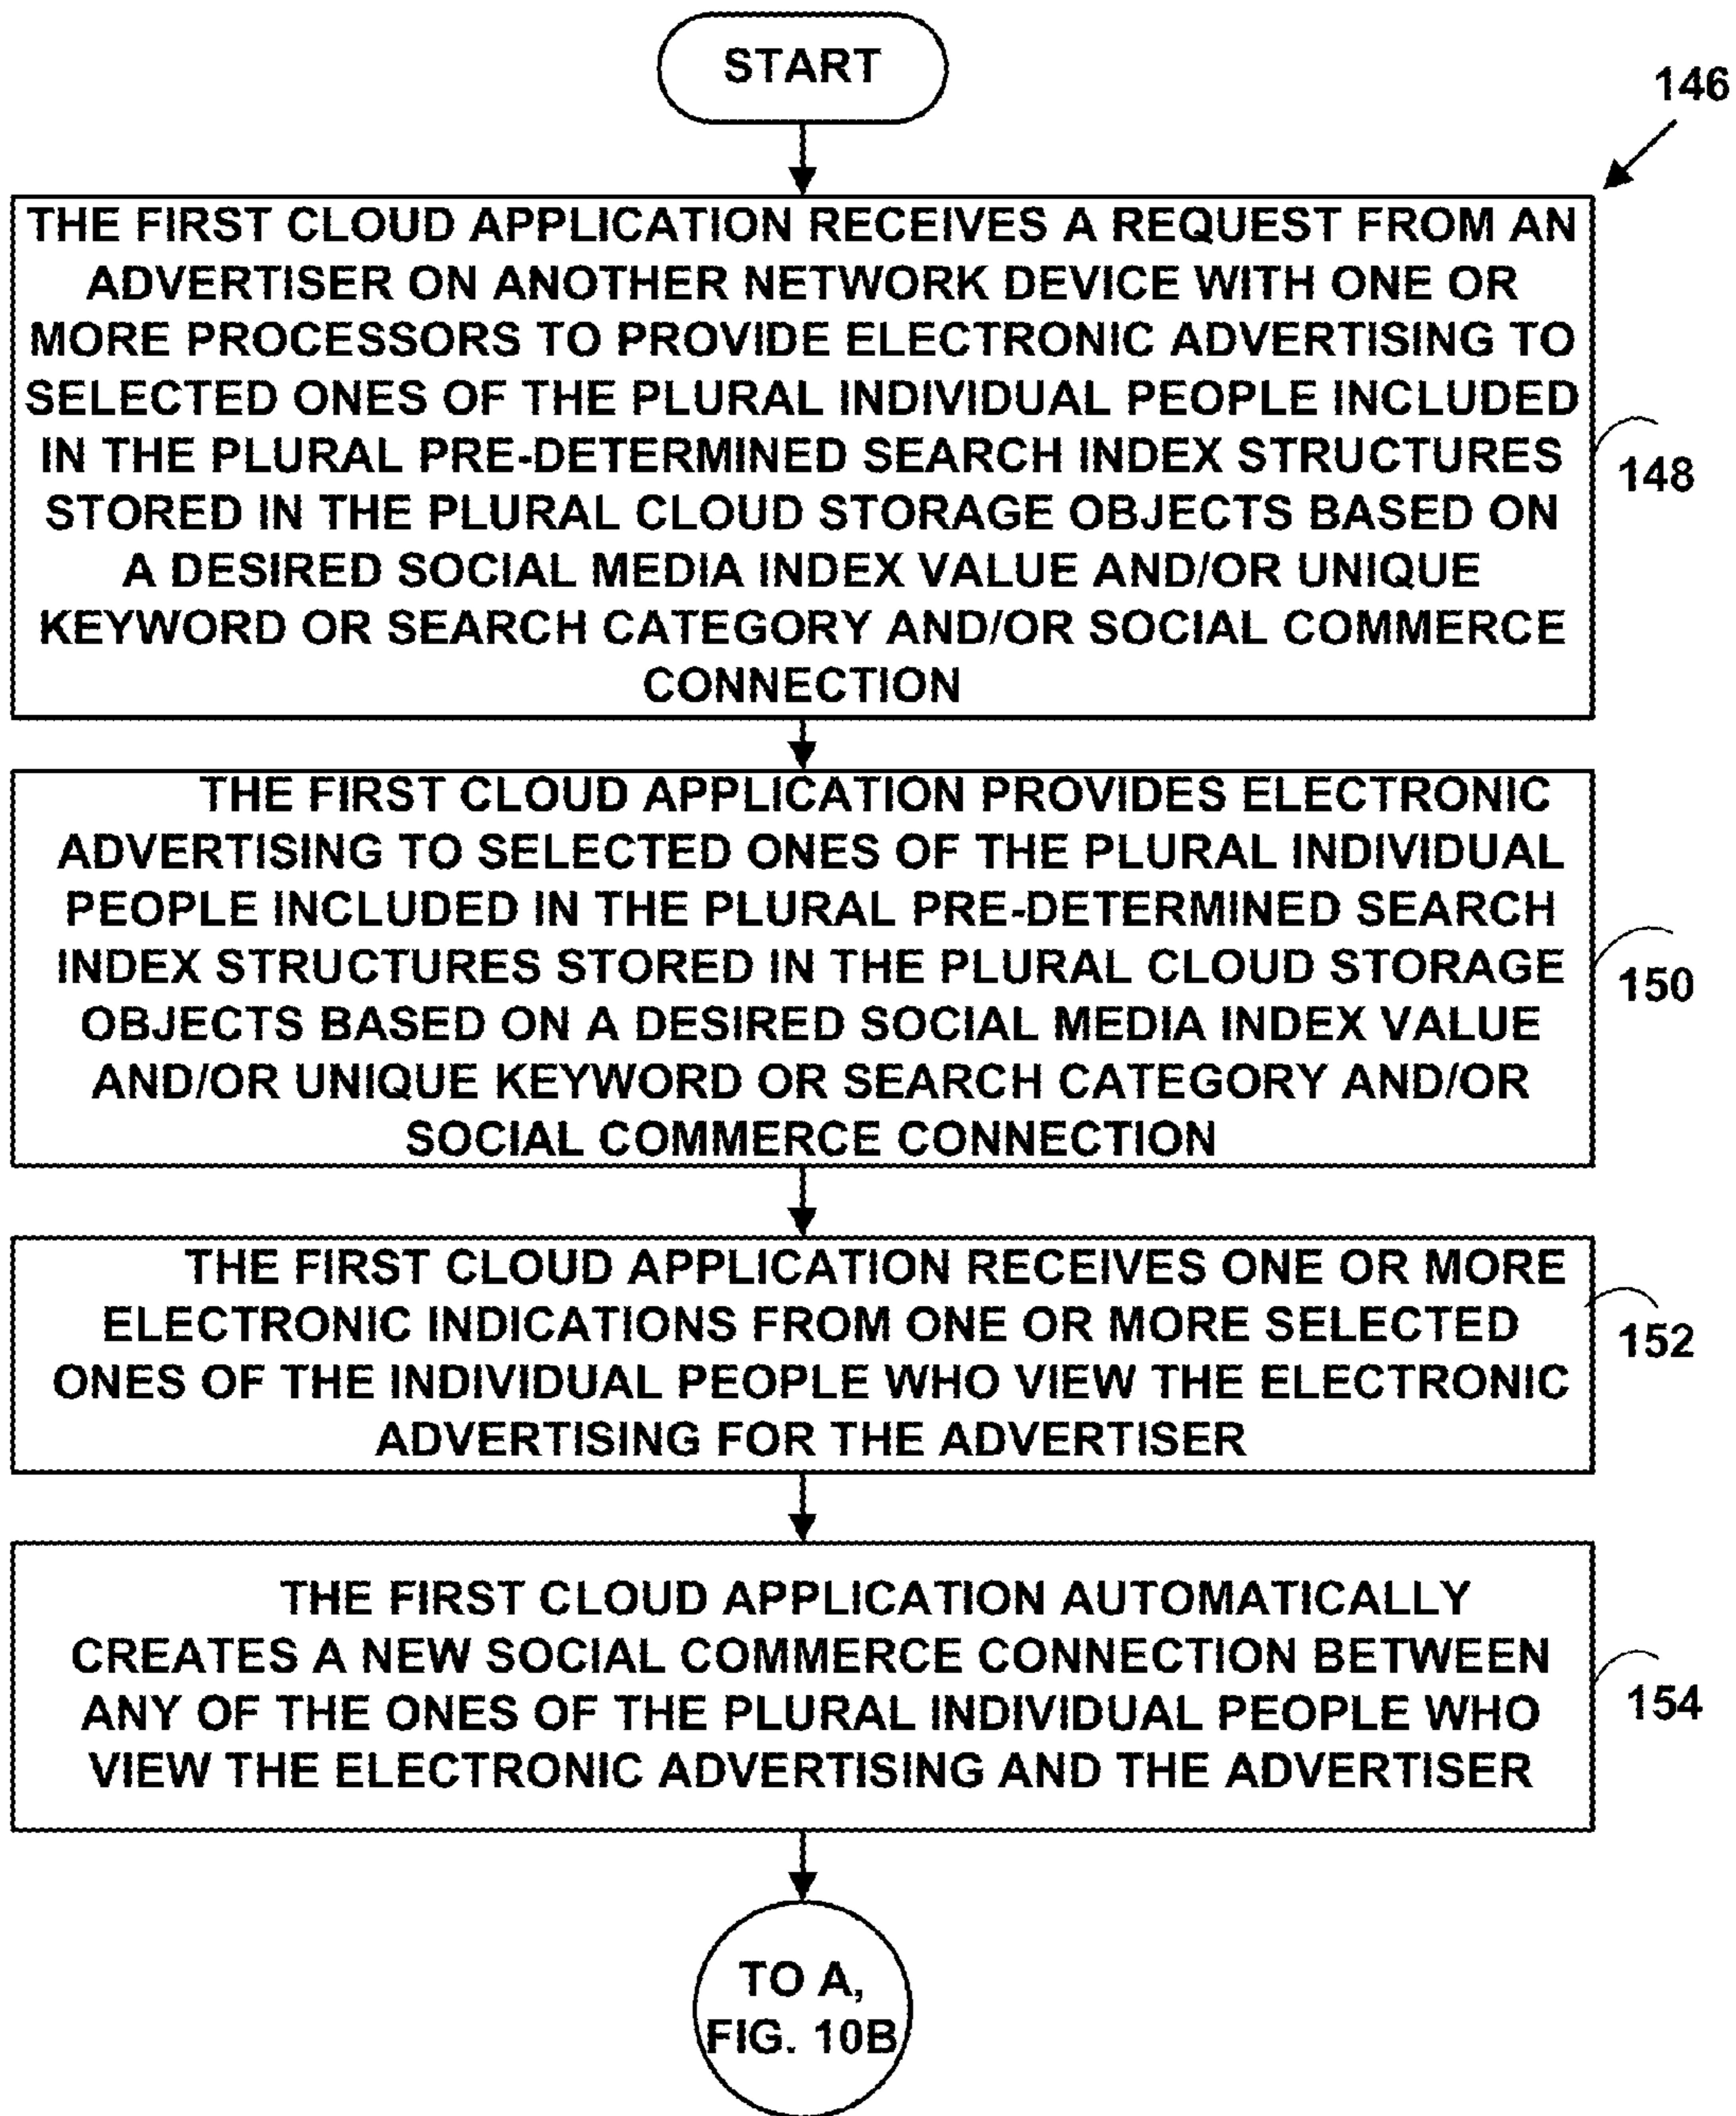 START
146
THE FIRST CLOUD APPLICATION RECEIVES A REQUEST FROM AN
ADVERTISER ON ANOTHER NETWORK DEVICE WITH ONE OR
MORE PROCESSORS TO PROVIDE ELECTRONIC ADVERTISING TO
SELECTED ONES OF THE PLURAL INDIVIDUAL PEOPLE INCLUDED
IN THE PLURAL PRE-DETERMINED SEARCH INDEX STRUCTURES
STORED IN THE PLURAL CLOUD STORAGE OBJECTS BASED ON
A DESIRED SOCIAL MEDIA INDEX VALUE AND/OR UNIQUE
KEYWORD OR SEARCH CATEGORY AND/OR SOCIAL COMMERCE
CONNECTION
148
THE FIRST CLOUD APPLICATION PROVIDES ELECTRONIC
ADVERTISING TO SELECTED ONES OF THE PLURAL INDIVIDUAL
PEOPLE INCLUDED IN THE PLURAL PRE-DETERMINED SEARCH
INDEX STRUCTURES STORED IN THE PLURAL CLOUD STORAGE
OBJECTS BASED ON A DESIRED SOCIAL MEDIA INDEX VALUE
AND/OR UNIQUE KEYWORD OR SEARCH CATEGORY AND/OR
SOCIAL COMMERCE CONNECTION
150
THE FIRST CLOUD APPLICATION RECEIVES ONE OR MORE
ELECTRONIC INDICATIONS FROM ONE OR MORE SELECTED
ONES OF THE INDIVIDUAL PEOPLE WHO VIEW THE ELECTRONIC
ADVERTISING FOR THE ADVERTISER
152
THE FIRST CLOUD APPLICATION AUTOMATICALLY
CREATES A NEW SOCIAL COMMERCE CONNECTION BETWEEN
ANY OF THE ONES OF THE PLURAL INDIVIDUAL PEOPLE WHO
VIEW THE ELECTRONIC ADVERTISING AND THE ADVERTISER
154
TO A,
FIG. 10B